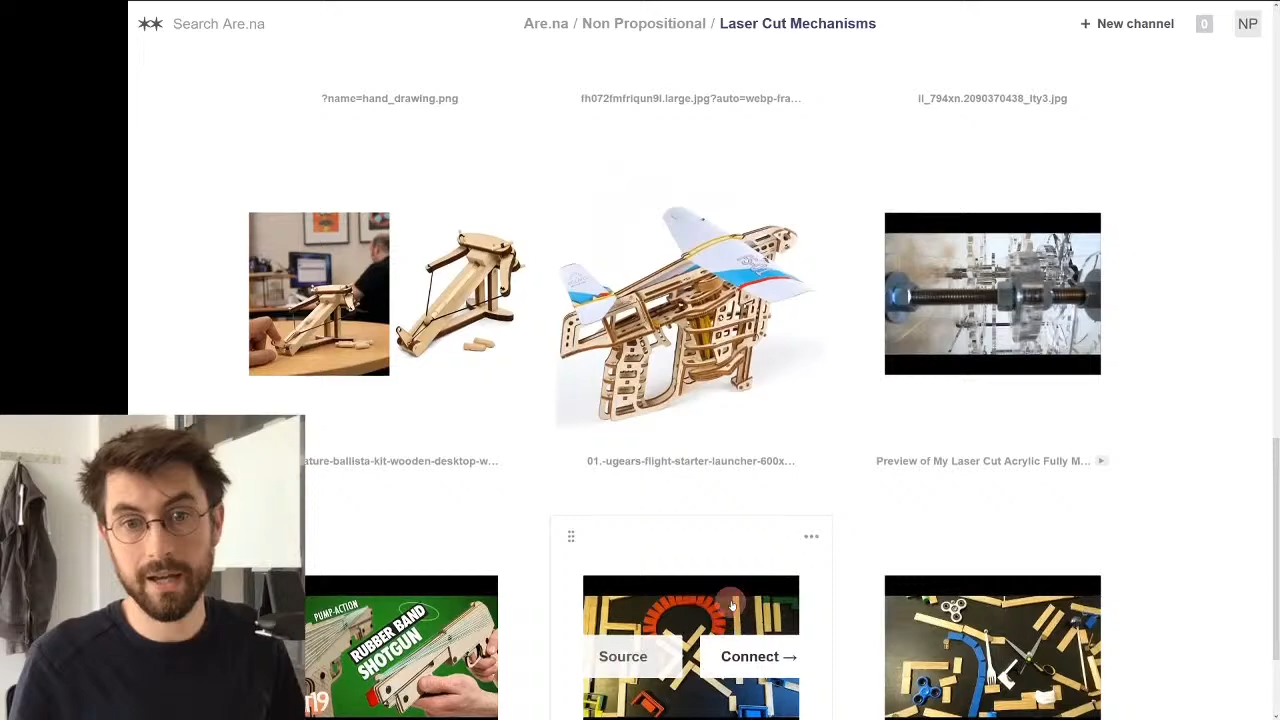 Search Are.na
Are.na / Non Propositional / Laser Cut Mechanisms
+ New channel
0
NP
?name=hand_drawing.png
fh072fmfriqun9l.large.jpg?auto=webp-fra...
il_794xn.2090370438_lty3.jpg
ature-ballista-kit-wooden-desktop-w...
01.-ugears-flight-starter-launcher-600x...
Preview of My Laser Cut Acrylic Fully M...
PUMP-ACTION
RUBBER BAND
SHOTGUN
19
Source
Connect →